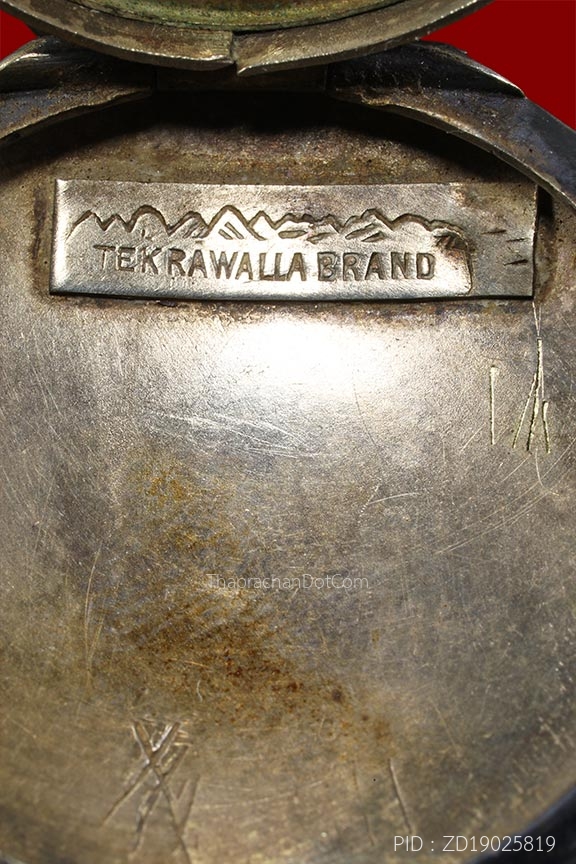 TEKRAWALLA BRAND
ThaprachanDotCom
PID : ZD19025819